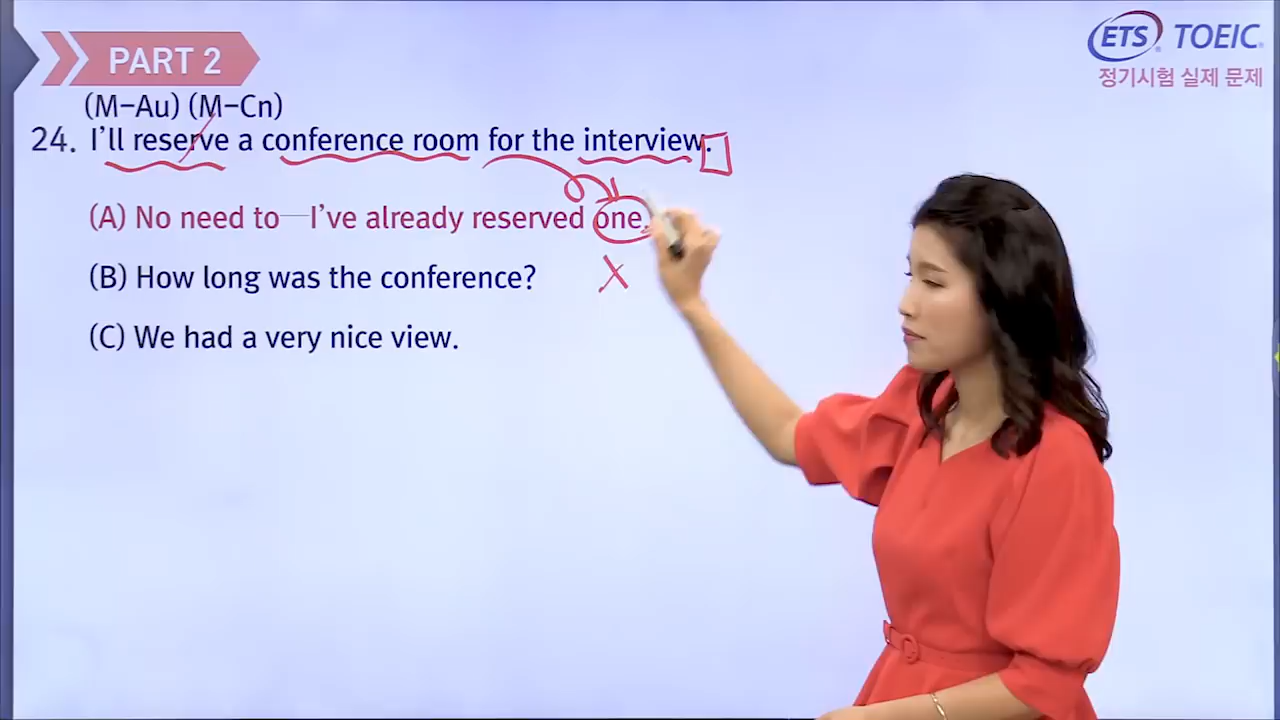 PART 2
ETS TOEIC
정기시험 실제 문제
(M-Au) (M-Cn)
24. I'll reserve a conference room for the interview.
(A) No need to—I've already reserved one.
(B) How long was the conference?
X
(C) We had a very nice view.